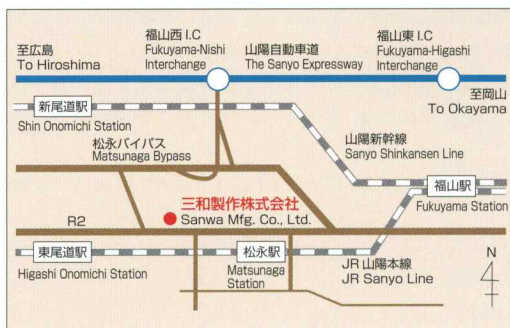 至広島
To Hiroshima
福山西 I.C
Fukuyama-Nishi
Interchange
山陽自動車道
The Sanyo Expressway
福山東 I.C
Fukuyama-Higashi
Interchange
至岡山
To Okayama
新尾道駅
Shin Onomichi Station
松永バイパス
Matsunaga Bypass
山陽新幹線
Sanyo Shinkansen Line
福山駅
Fukuyama Station
三和製作株式会社
Sanwa Mfg. Co., Ltd.
R2
東尾道駅
Higashi Onomichi Station
松永駅
Matsunaga
Station
JR 山陽本線
JR Sanyo Line
N
4